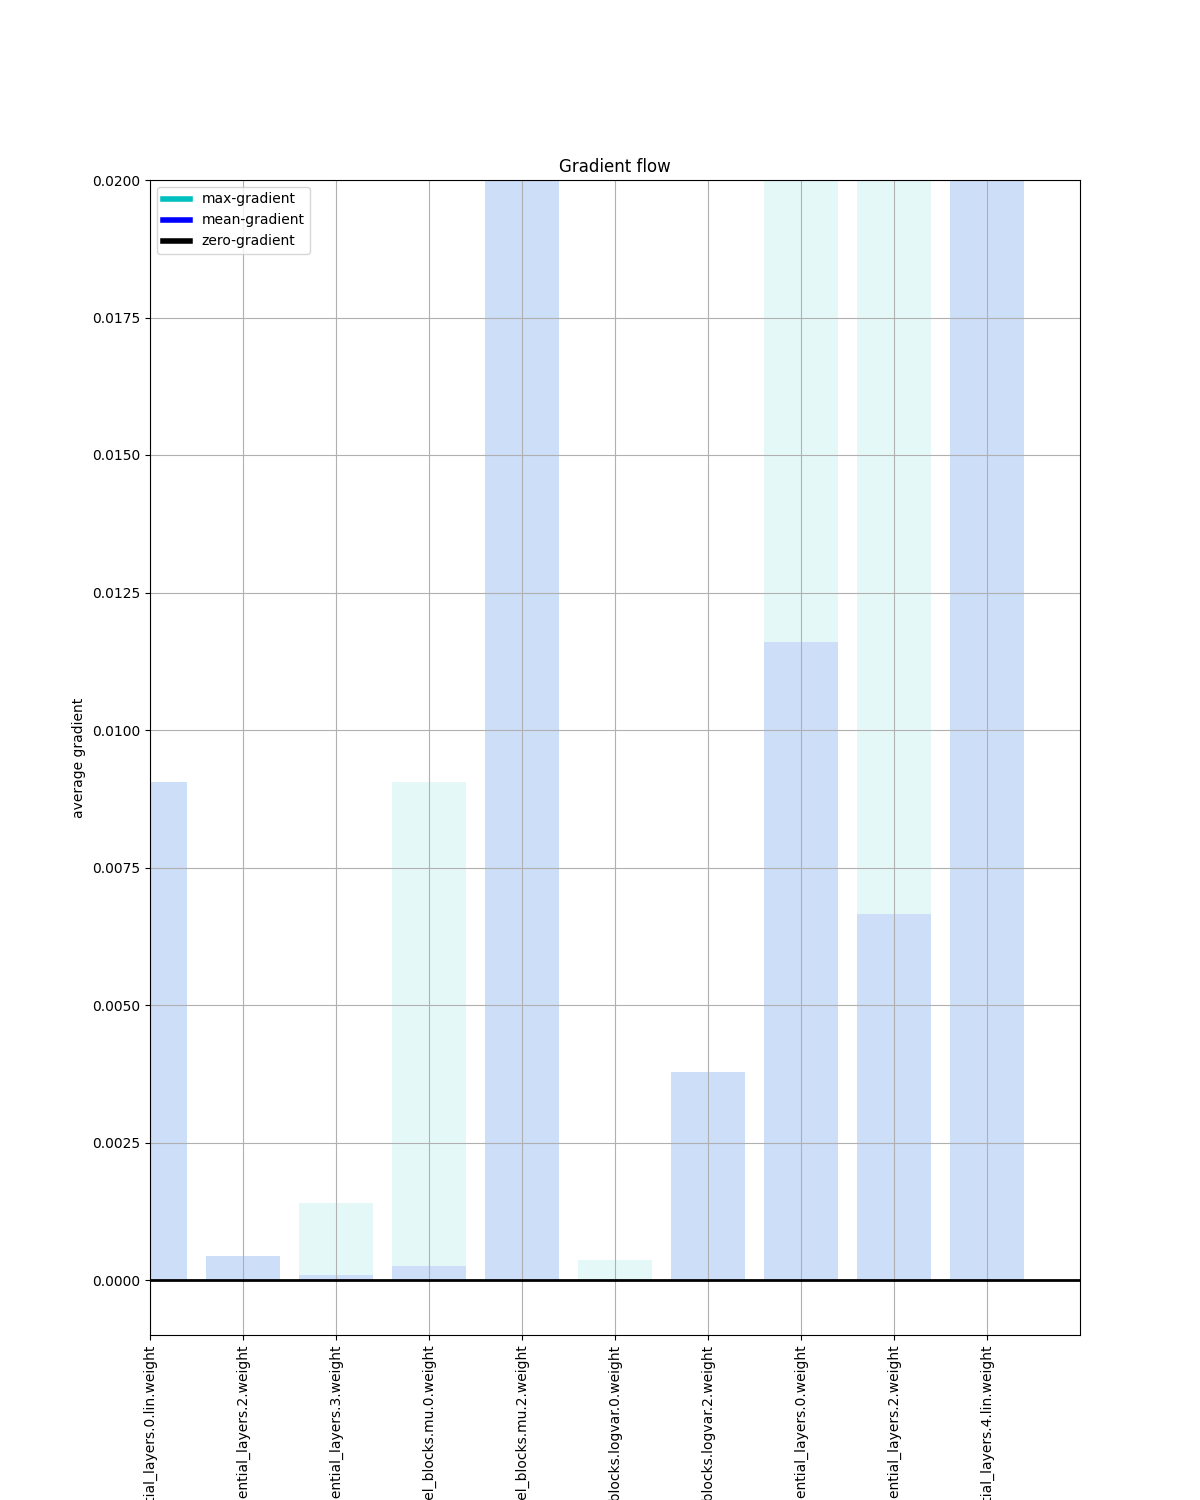 Gradient flow
max-gradient
mean-gradient
zero-gradient
0.0200
0.0175
0.0150
0.0125
0.0100
0.0075
0.0050
0.0025
0.0000
average gradient
tial_layers.0.lin.weight
ential_layers.2.weight
ential_layers.3.weight
el_blocks.mu.0.weight
el_blocks.mu.2.weight
blocks.logvar.0.weight
blocks.logvar.2.weight
ential_layers.0.weight
ential_layers.2.weight
tial_layers.4.lin.weight